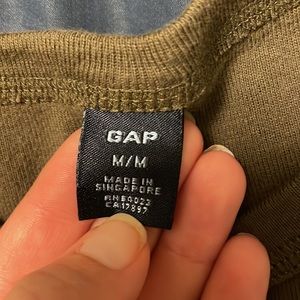 GAP
M/M
MADE IN
SINGAPORE
RN 54023
CA 17897